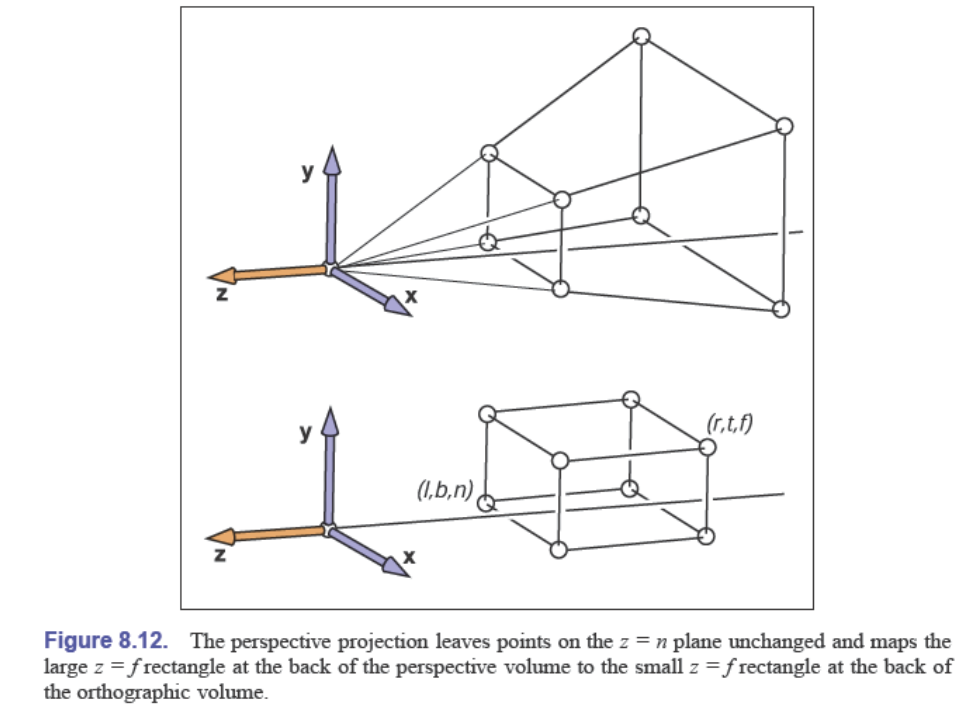 y
z
x
y
(r,t,f)
(l,b,n)
z
x
Figure 8.12. The perspective projection leaves points on the z = n plane unchanged and maps the
large z = f rectangle at the back of the perspective volume to the small z = f rectangle at the back of
the orthographic volume.